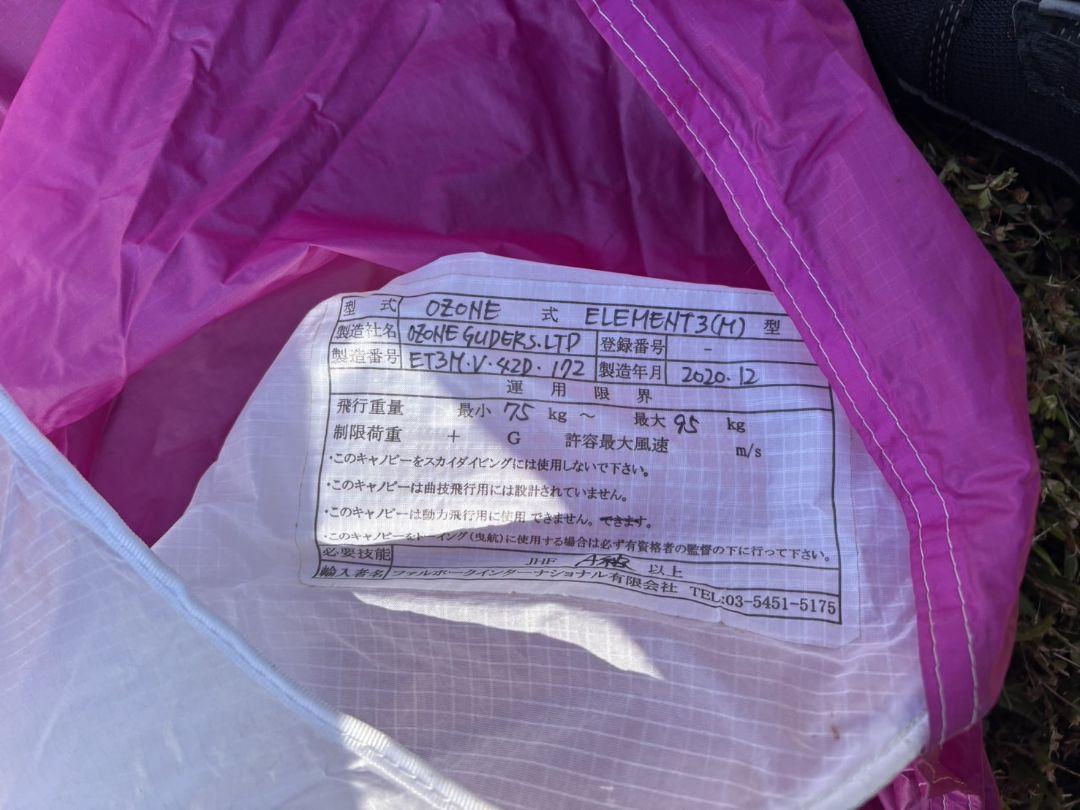 型式 OZONE 式 ELEMENT3(M) 型
製造社名 OZONE GLIDERS.LTD 登録番号 -
製造番号 ET3M.V.42D.172 製造年月 2020.12
運用限界
飛行重量 最小 75 kg ～ 最大 95 kg
制限荷重 + G 許容最大風速 m/s
・このキャノピーをスカイダイビングには使用しないで下さい。
・このキャノピーは曲技飛行用には設計されていません。
・このキャノピーは動力飛行用に使用 できません。できます。
・このキャノピーをトーイング(曳航)に使用する場合は必ず有資格者の監督の下に行って下さい。
必要技能 JHF A級 以上
輸入者名 ファルホークインターナショナル有限会社 TEL:03-5451-5175